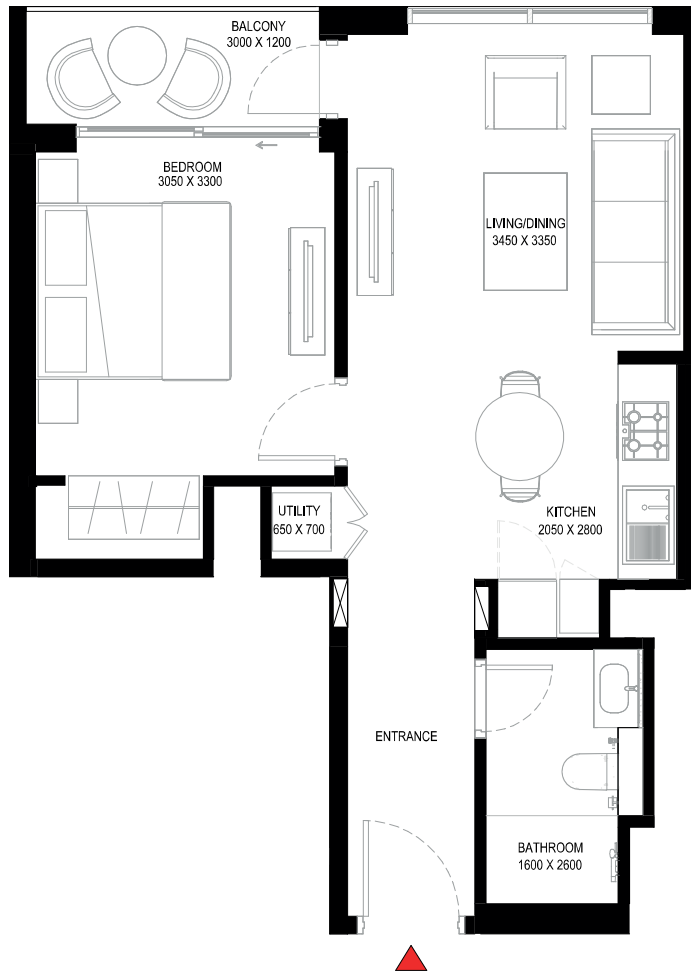 BALCONY
3000 X 1200
BEDROOM
3050 X 3300
LIVING/DINING
3450 X 3350
UTILITY
650 X 700
KITCHEN
2050 X 2800
ENTRANCE
BATHROOM
1600 X 2600